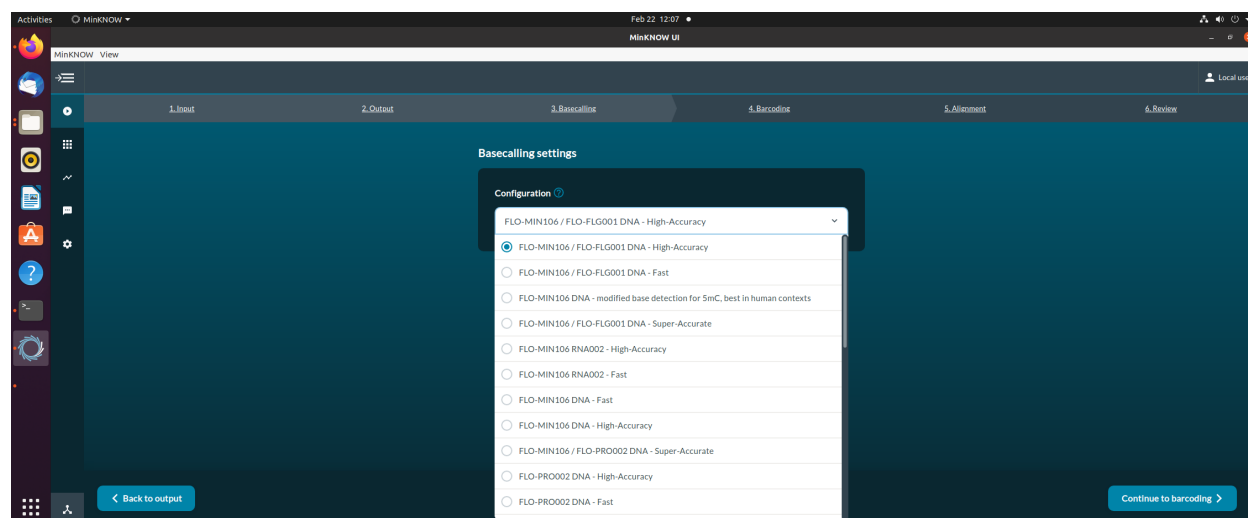 Activities MinKNOW Feb 22 12:07
MinKNOW UI
MinKNOW View
Local use
1. Input 2. Output 3. Basecalling 4. Barcoding 5. Alignment 6. Review
Basecalling settings
Configuration ?
FLO-MIN106 / FLO-FLG001 DNA - High-Accuracy
FLO-MIN106 / FLO-FLG001 DNA - High-Accuracy
FLO-MIN106 / FLO-FLG001 DNA - Fast
FLO-MIN106 DNA - modified base detection for 5mC, best in human contexts
FLO-MIN106 / FLO-FLG001 DNA - Super-Accurate
FLO-MIN106 RNA002 - High-Accuracy
FLO-MIN106 RNA002 - Fast
FLO-MIN106 DNA - Fast
FLO-MIN106 DNA - High-Accuracy
FLO-MIN106 / FLO-PRO002 DNA - Super-Accurate
FLO-PRO002 DNA - High-Accuracy
FLO-PRO002 DNA - Fast
Back to output Continue to barcoding